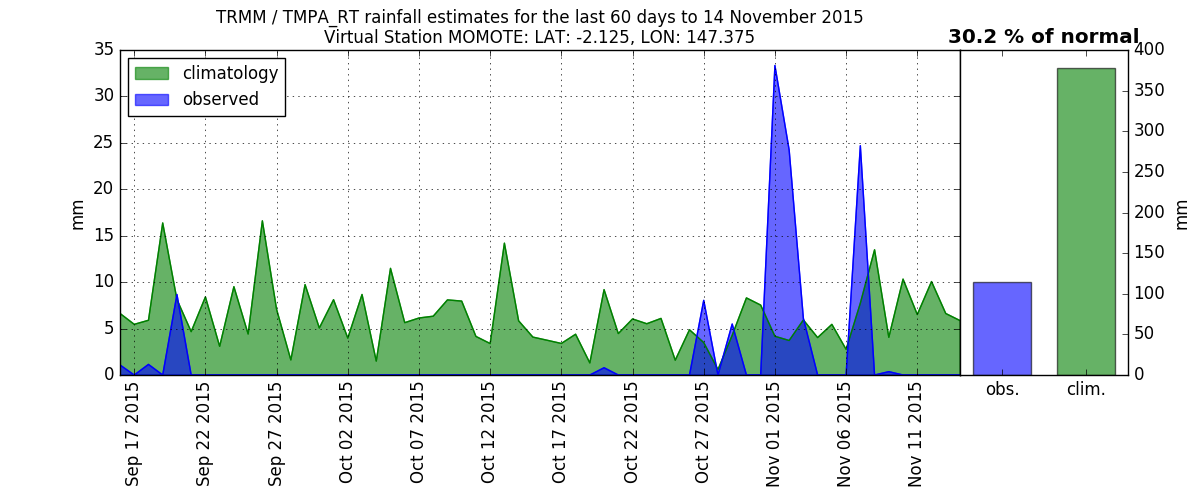 TRMM / TMPA_RT rainfall estimates for the last 60 days to 14 November 2015
Virtual Station MOMOTE: LAT: -2.125, LON: 147.375
30.2 % of normal
climatology
observed
35
30
25
20
15
10
5
0
mm
400
350
300
250
200
150
100
50
0
mm
Sep 17 2015
Sep 22 2015
Sep 27 2015
Oct 02 2015
Oct 07 2015
Oct 12 2015
Oct 17 2015
Oct 22 2015
Oct 27 2015
Nov 01 2015
Nov 06 2015
Nov 11 2015
obs.
clim.